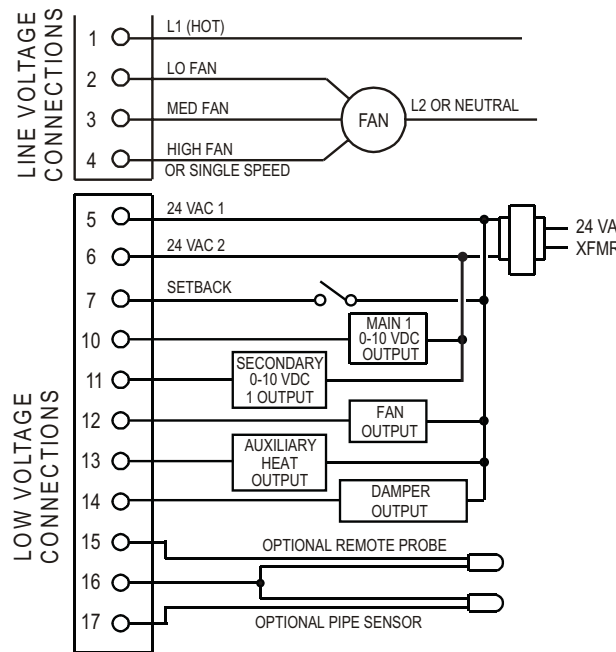 LINE VOLTAGE
CONNECTIONS
1 L1 (HOT)
2 LO FAN
3 MED FAN
4 HIGH FAN
OR SINGLE SPEED
FAN
L2 OR NEUTRAL
LOW VOLTAGE
CONNECTIONS
5 24 VAC 1
6 24 VAC 2
7 SETBACK
24 VA
XFMR
10
MAIN 1
0-10 VDC
OUTPUT
11
SECONDARY
0-10 VDC
1 OUTPUT
12
FAN
OUTPUT
13
AUXILIARY
HEAT
OUTPUT
14
DAMPER
OUTPUT
15 OPTIONAL REMOTE PROBE
16
17 OPTIONAL PIPE SENSOR